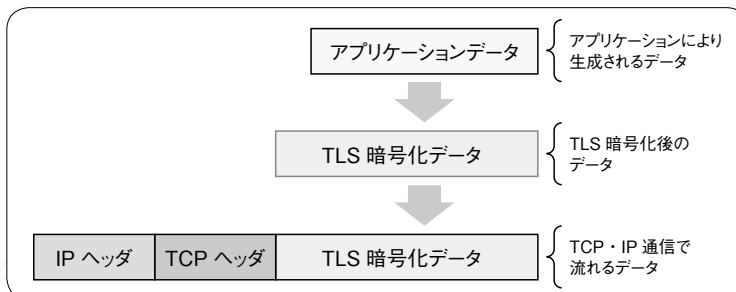 アプリケーションデータ
アプリケーションにより
生成されるデータ
TLS 暗号化データ
TLS 暗号化後の
データ
IP ヘッダ
TCP ヘッダ
TLS 暗号化データ
TCP・IP 通信で
流れるデータ